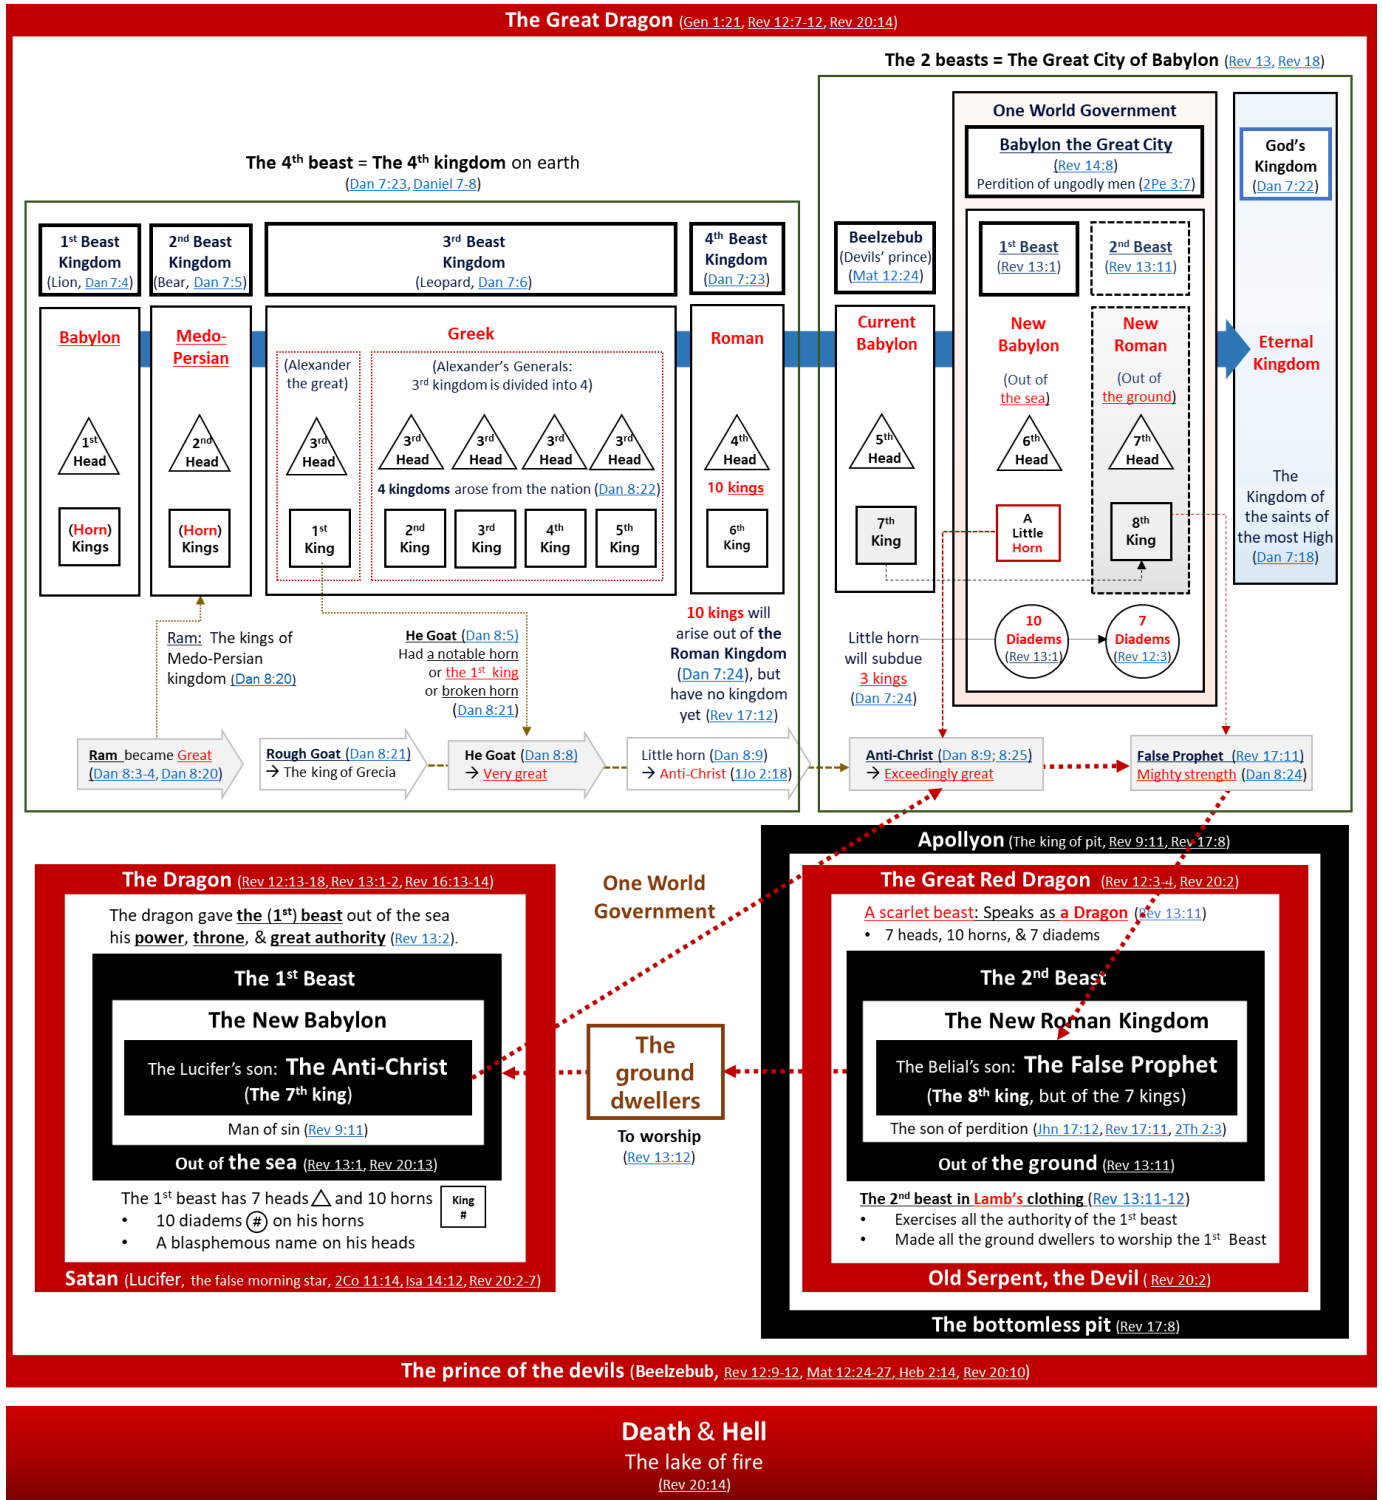 The Great Dragon (Gen 1:21, Rev 12:7-12, Rev 20:14)
The 2 beasts = The Great City of Babylon (Rev 13, Rev 18)
The 4th beast = The 4th kingdom on earth
(Dan 7:23, Daniel 7-8)
1st Beast
Kingdom
(Lion, Dan 7:4)
2nd Beast
Kingdom
(Bear, Dan 7:5)
3rd Beast
Kingdom
(Leopard, Dan 7:6)
4th Beast
Kingdom
(Dan 7:23)
Babylon
1st
Head
(Horn)
Kings
Medo-
Persian
2nd
Head
(Horn)
Kings
Greek
(Alexander
the great)
3rd
Head
1st
King
(Alexander's Generals:
3rd kingdom is divided into 4)
3rd
Head
3rd
Head
3rd
Head
3rd
Head
4 kingdoms arose from the nation (Dan 8:22)
2nd
King
3rd
King
4th
King
5th
King
Roman
4th
Head
10 kings
6th
King
Beelzebub
(Devils' prince)
(Mat 12:24)
Current
Babylon
5th
Head
7th
King
One World Government
Babylon the Great City
(Rev 14:8)
Perdition of ungodly men (2Pe 3:7)
1st Beast
(Rev 13:1)
New
Babylon
(Out of
the sea)
6th
Head
A
Little
Horn
10
Diadems
(Rev 13:1)
2nd Beast
(Rev 13:11)
New
Roman
(Out of
the ground)
7th
Head
8th
King
7
Diadems
(Rev 12:3)
God's
Kingdom
(Dan 7:22)
Eternal
Kingdom
The
Kingdom of
the saints of
the most High
(Dan 7:18)
Ram: The kings of
Medo-Persian
kingdom (Dan 8:20)
He Goat (Dan 8:5)
Had a notable horn
or the 1st king
or broken horn
(Dan 8:21)
10 kings will
arise out of the
Roman Kingdom
(Dan 7:24), but
have no kingdom
yet (Rev 17:12)
Little horn
will subdue
3 kings
(Dan 7:24)
Ram became Great
(Dan 8:3-4, Dan 8:20)
Rough Goat (Dan 8:21)
→ The king of Grecia
He Goat (Dan 8:8)
→ Very great
Little horn (Dan 8:9)
→ Anti-Christ (1Jo 2:18)
Anti-Christ (Dan 8:9; 8:25)
→ Exceedingly great
False Prophet (Rev 17:11)
Mighty strength (Dan 8:24)
The Dragon (Rev 12:13-18, Rev 13:1-2, Rev 16:13-14)
The dragon gave the (1st) beast out of the sea
his power, throne, & great authority (Rev 13:2).
The 1st Beast
The New Babylon
The Lucifer's son: The Anti-Christ
(The 7th king)
Man of sin (Rev 9:11)
Out of the sea (Rev 13:1, Rev 20:13)
The 1st beast has 7 heads and 10 horns
King
#
• 10 diadems # on his horns
• A blasphemous name on his heads
Satan (Lucifer, the false morning star, 2Co 11:14, Isa 14:12, Rev 20:2-7)
One World
Government
The
ground
dwellers
To worship
(Rev 13:12)
Apollyon (The king of pit, Rev 9:11, Rev 17:8)
The Great Red Dragon (Rev 12:3-4, Rev 20:2)
A scarlet beast: Speaks as a Dragon (Rev 13:11)
• 7 heads, 10 horns, & 7 diadems
The 2nd Beast
The New Roman Kingdom
The Belial's son: The False Prophet
(The 8th king, but of the 7 kings)
The son of perdition (Jhn 17:12, Rev 17:11, 2Th 2:3)
Out of the ground (Rev 13:11)
The 2nd beast in Lamb's clothing (Rev 13:11-12)
• Exercises all the authority of the 1st beast
• Made all the ground dwellers to worship the 1st Beast
Old Serpent, the Devil ( Rev 20:2)
The bottomless pit (Rev 17:8)
The prince of the devils (Beelzebub, Rev 12:9-12, Mat 12:24-27, Heb 2:14, Rev 20:10)
Death & Hell
The lake of fire
(Rev 20:14)